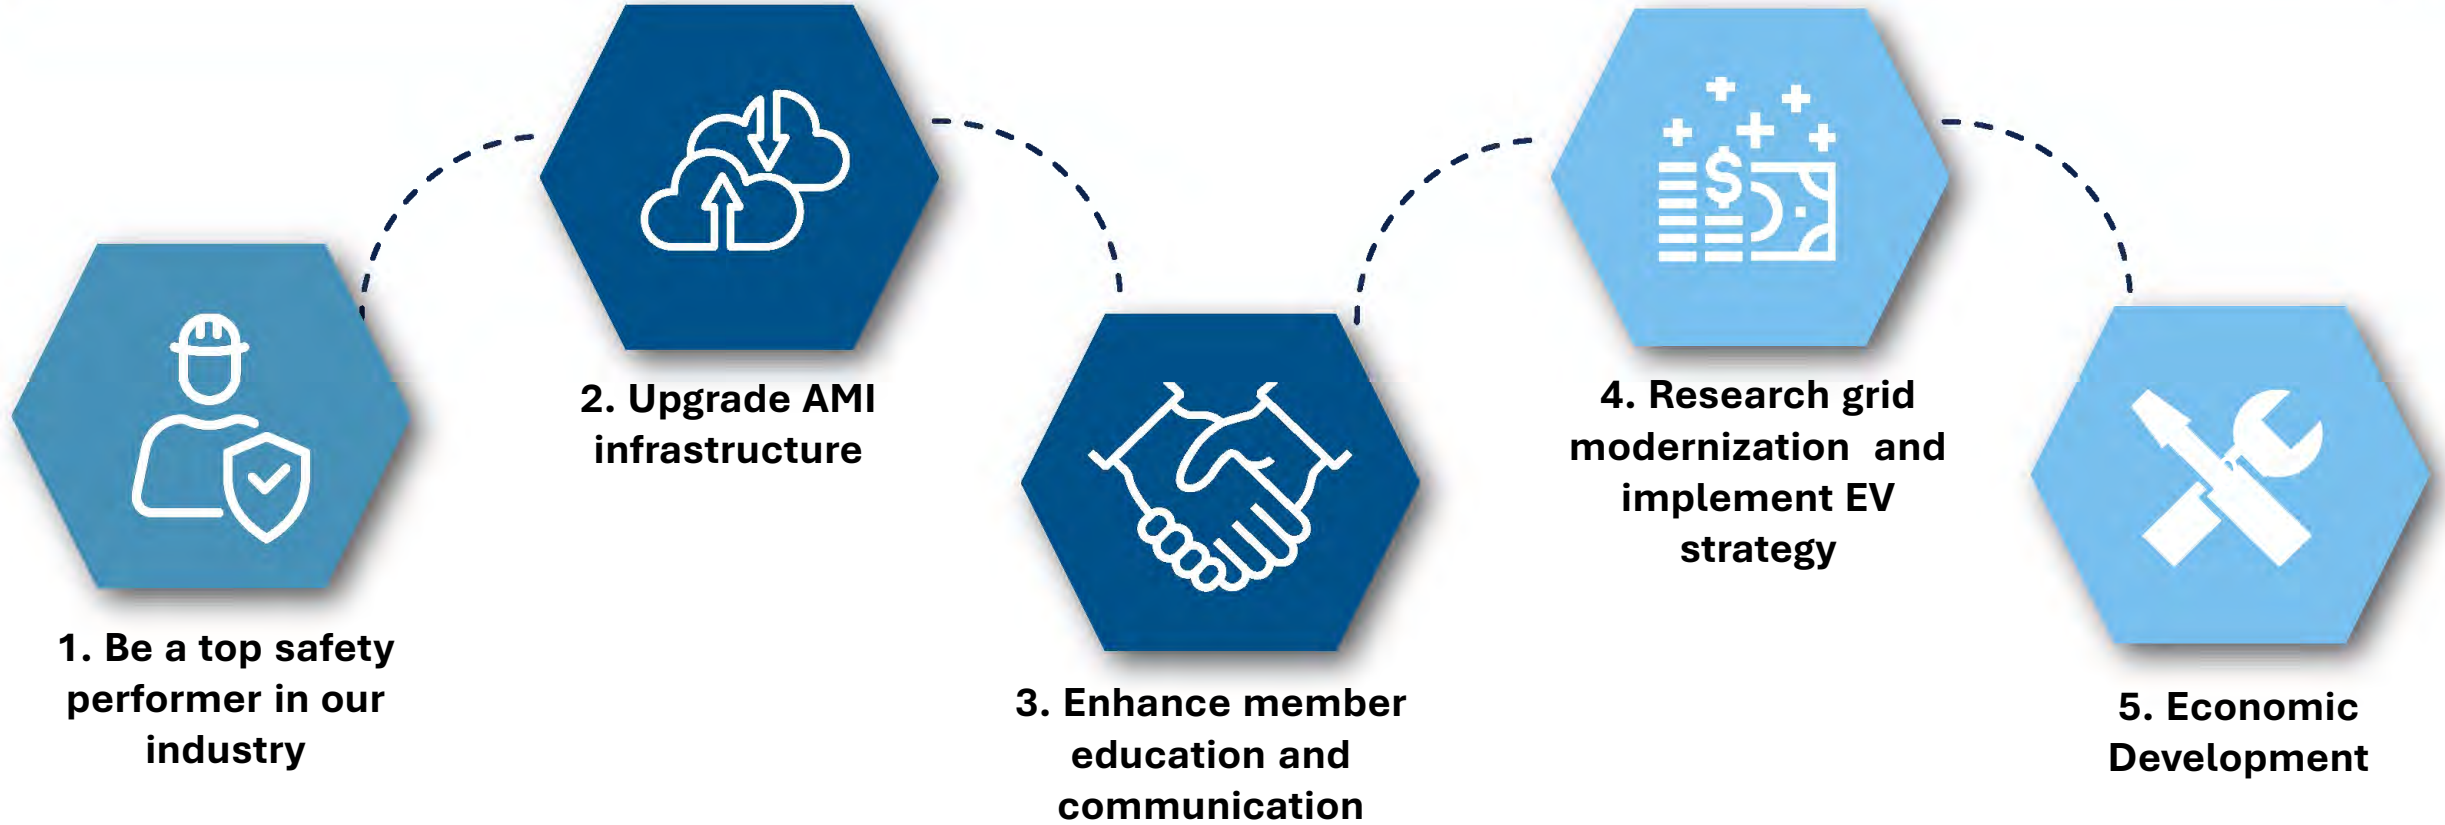 1. Be a top safety
performer in our
industry
2. Upgrade AMI
infrastructure
3. Enhance member
education and
communication
4. Research grid
modernization and
implement EV
strategy
5. Economic
Development